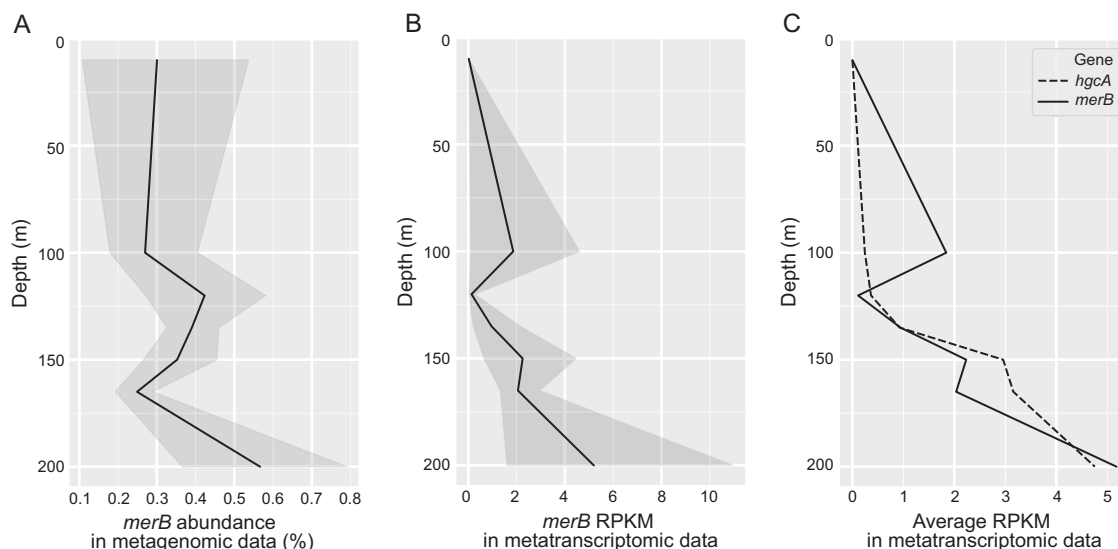 A
0
50
100
150
200
Depth (m)
0.1 0.2 0.3 0.4 0.5 0.6 0.7 0.8
merB abundance
in metagenomic data (%)
B
0
50
100
150
200
Depth (m)
0 2 4 6 8 10
merB RPKM
in metatranscriptomic data
C
0
50
100
150
200
Depth (m)
Gene
hgcA
merB
0 1 2 3 4 5
Average RPKM
in metatranscriptomic data